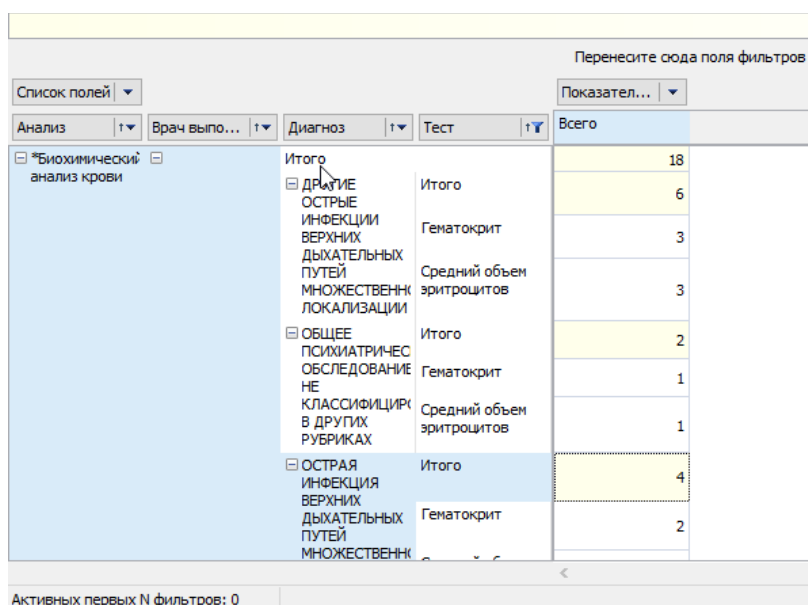 Перенесите сюда поля фильтров
Список полей
Показател...
Анализ Врач выпо... Диагноз Тест Всего
*Биохимический анализ крови
Итого 18
ДРУГИЕ ОСТРЫЕ ИНФЕКЦИИ ВЕРХНИХ ДЫХАТЕЛЬНЫХ ПУТЕЙ МНОЖЕСТВЕННО ЛОКАЛИЗАЦИИ
Итого 6
Гематокрит 3
Средний объем эритроцитов 3
ОБЩЕЕ ПСИХИАТРИЧЕС ОБСЛЕДОВАНИЕ НЕ КЛАССИФИЦИРО В ДРУГИХ РУБРИКАХ
Итого 2
Гематокрит 1
Средний объем эритроцитов 1
ОСТРАЯ ИНФЕКЦИЯ ВЕРХНИХ ДЫХАТЕЛЬНЫХ ПУТЕЙ МНОЖЕСТВЕННО
Итого 4
Гематокрит 2
Активных первых N фильтров: 0